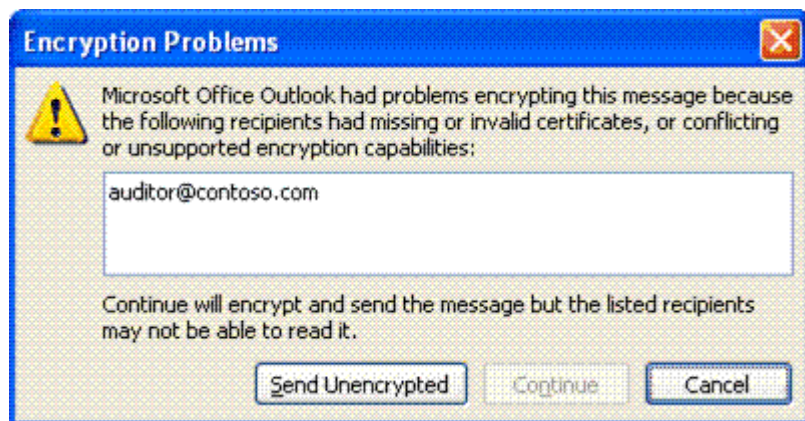 Encryption Problems
Microsoft Office Outlook had problems encrypting this message because
the following recipients had missing or invalid certificates, or conflicting
or unsupported encryption capabilities:
auditor@contoso.com
Continue will encrypt and send the message but the listed recipients
may not be able to read it.
Send Unencrypted Continue Cancel